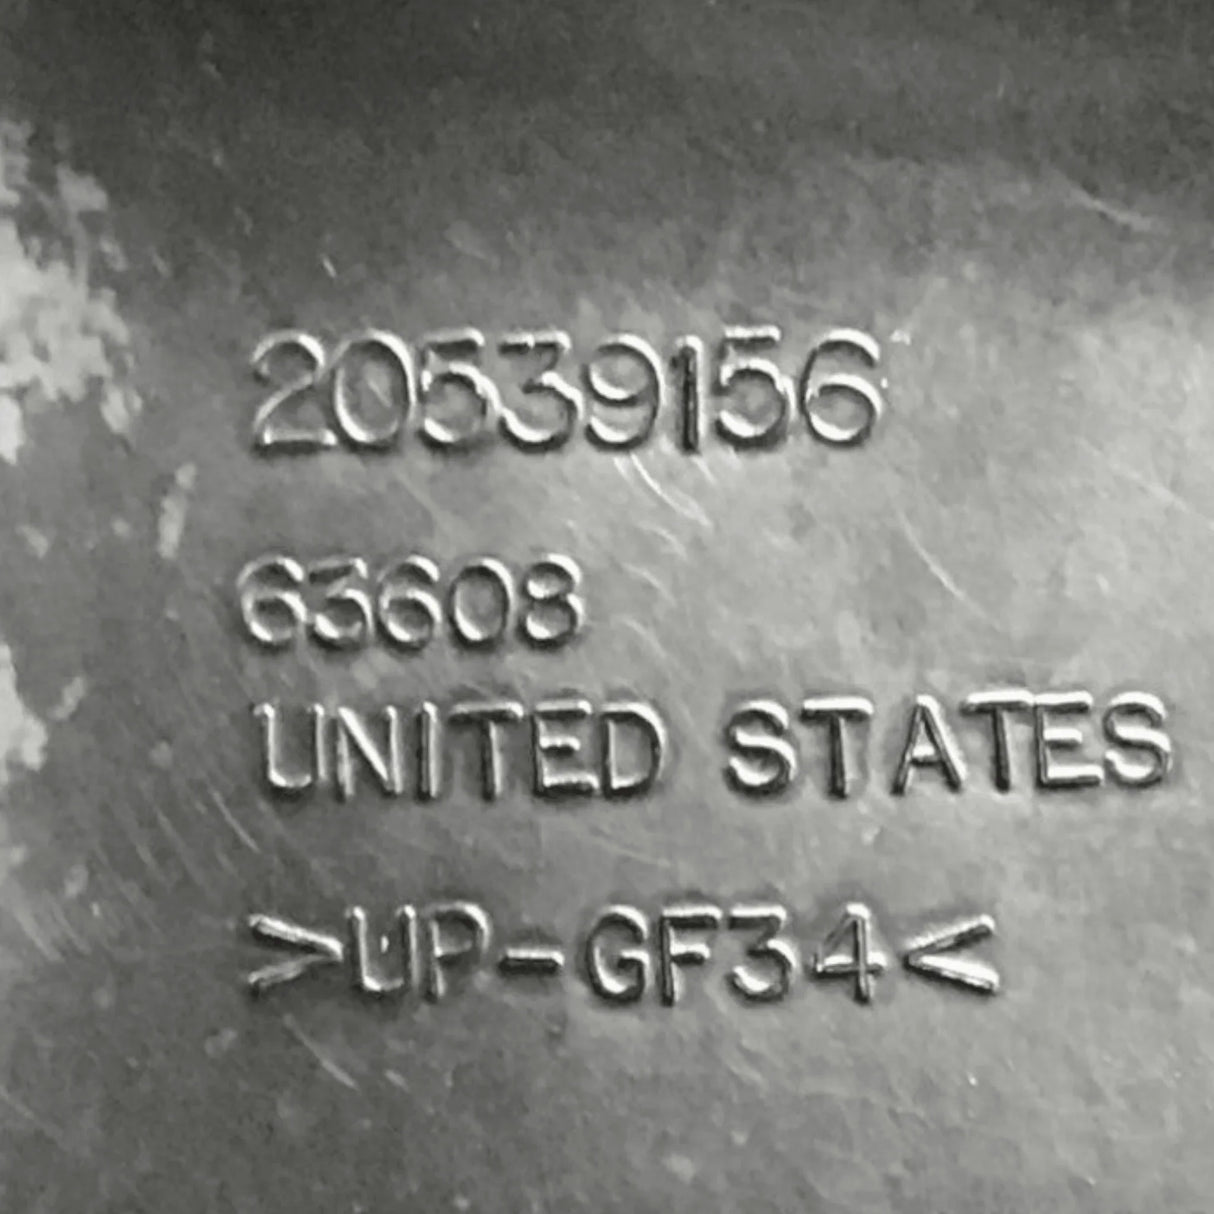 20539156
63608
UNITED STATES
>UP-GF34<